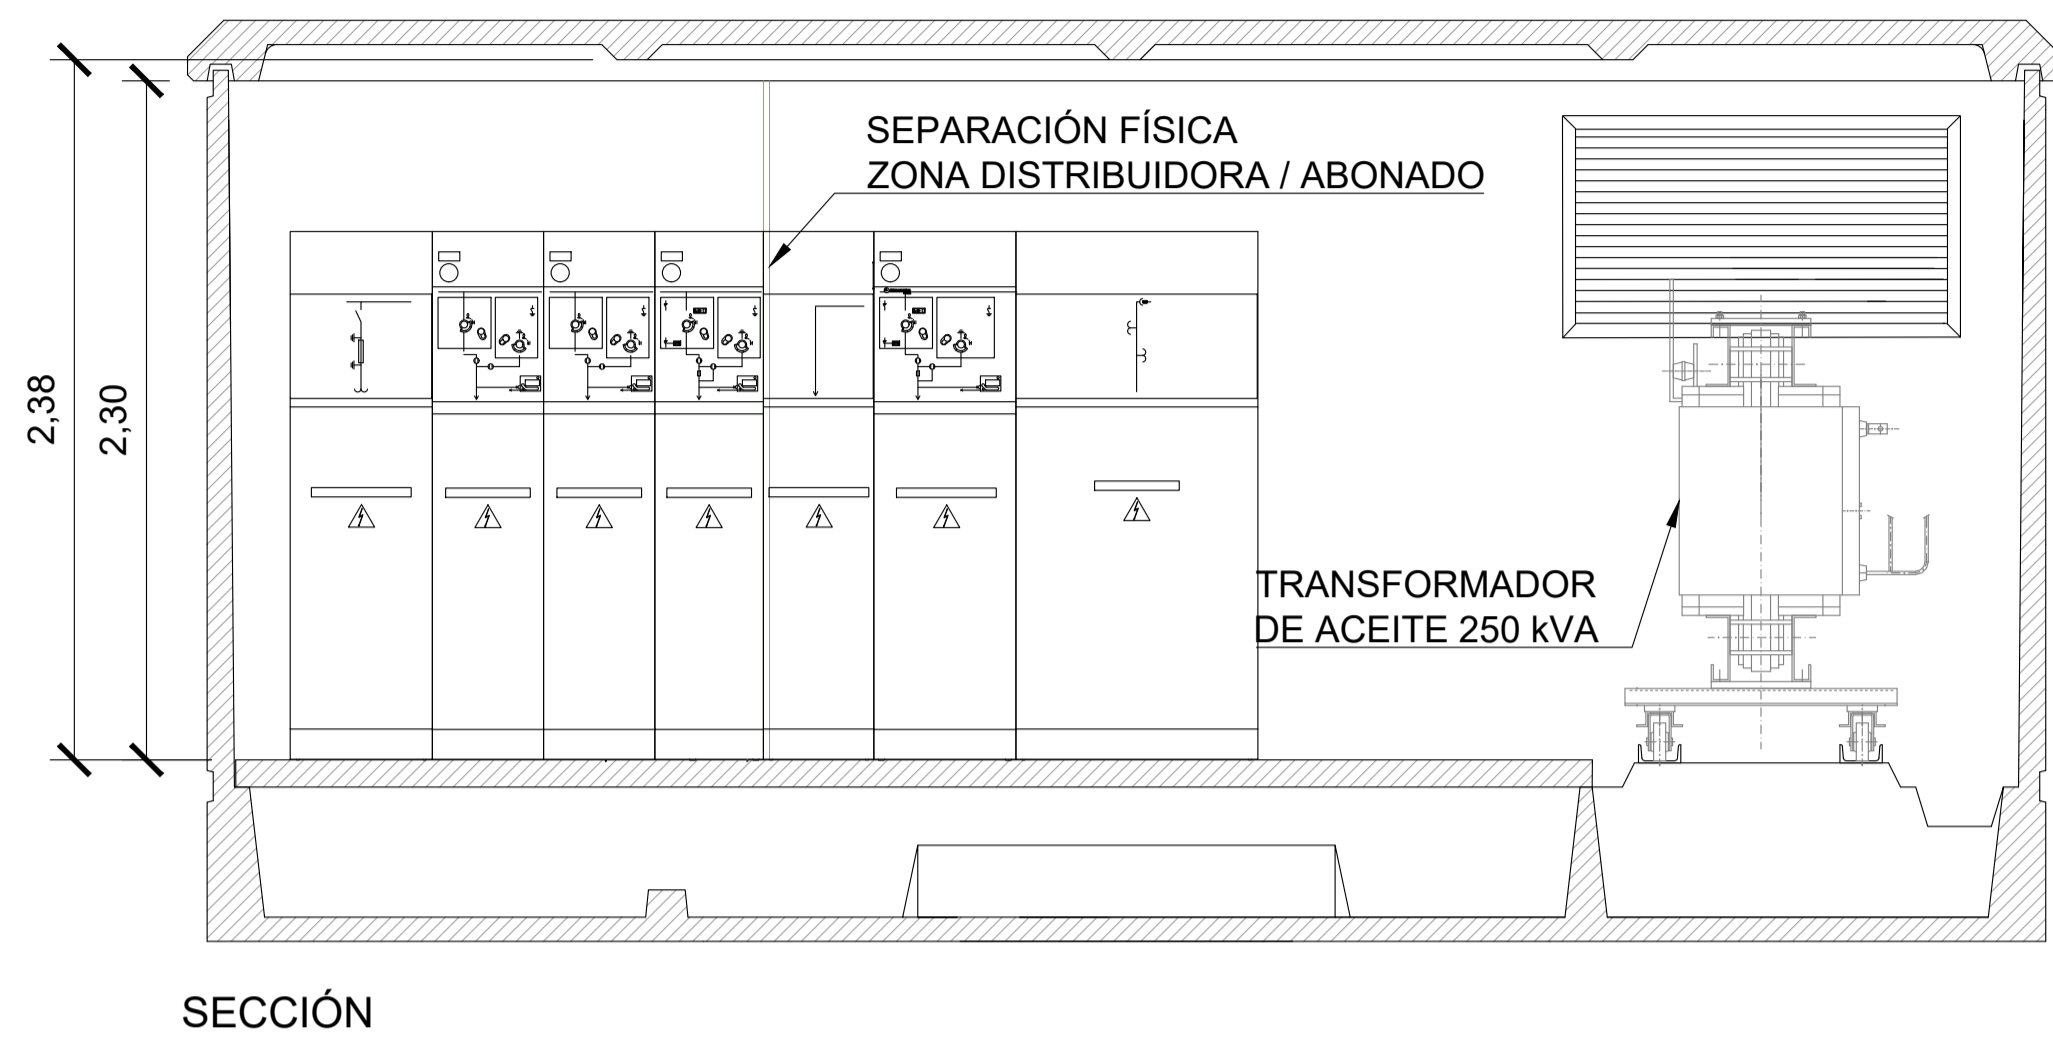 SEPARACIÓN FÍSICA
ZONA DISTRIBUIDORA / ABONADO
2,38
2,30
TRANSFORMADOR
DE ACEITE 250 kVA
SECCIÓN